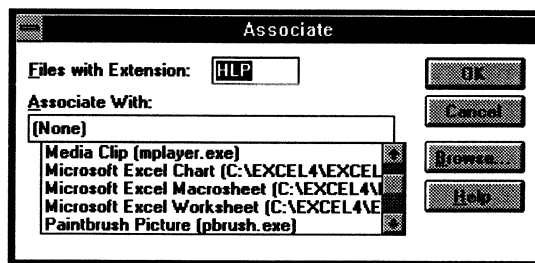 Associate
Files with Extension: HLP
OK
Associate With:
Cancel
(None)
Media Clip (mplayer.exe)
Browse...
Microsoft Excel Chart (C:\EXCEL4\EXCEL
Microsoft Excel Macrosheet (C:\EXCEL4\
Help
Microsoft Excel Worksheet (C:\EXCEL4\E
Paintbrush Picture (pbrush.exe)